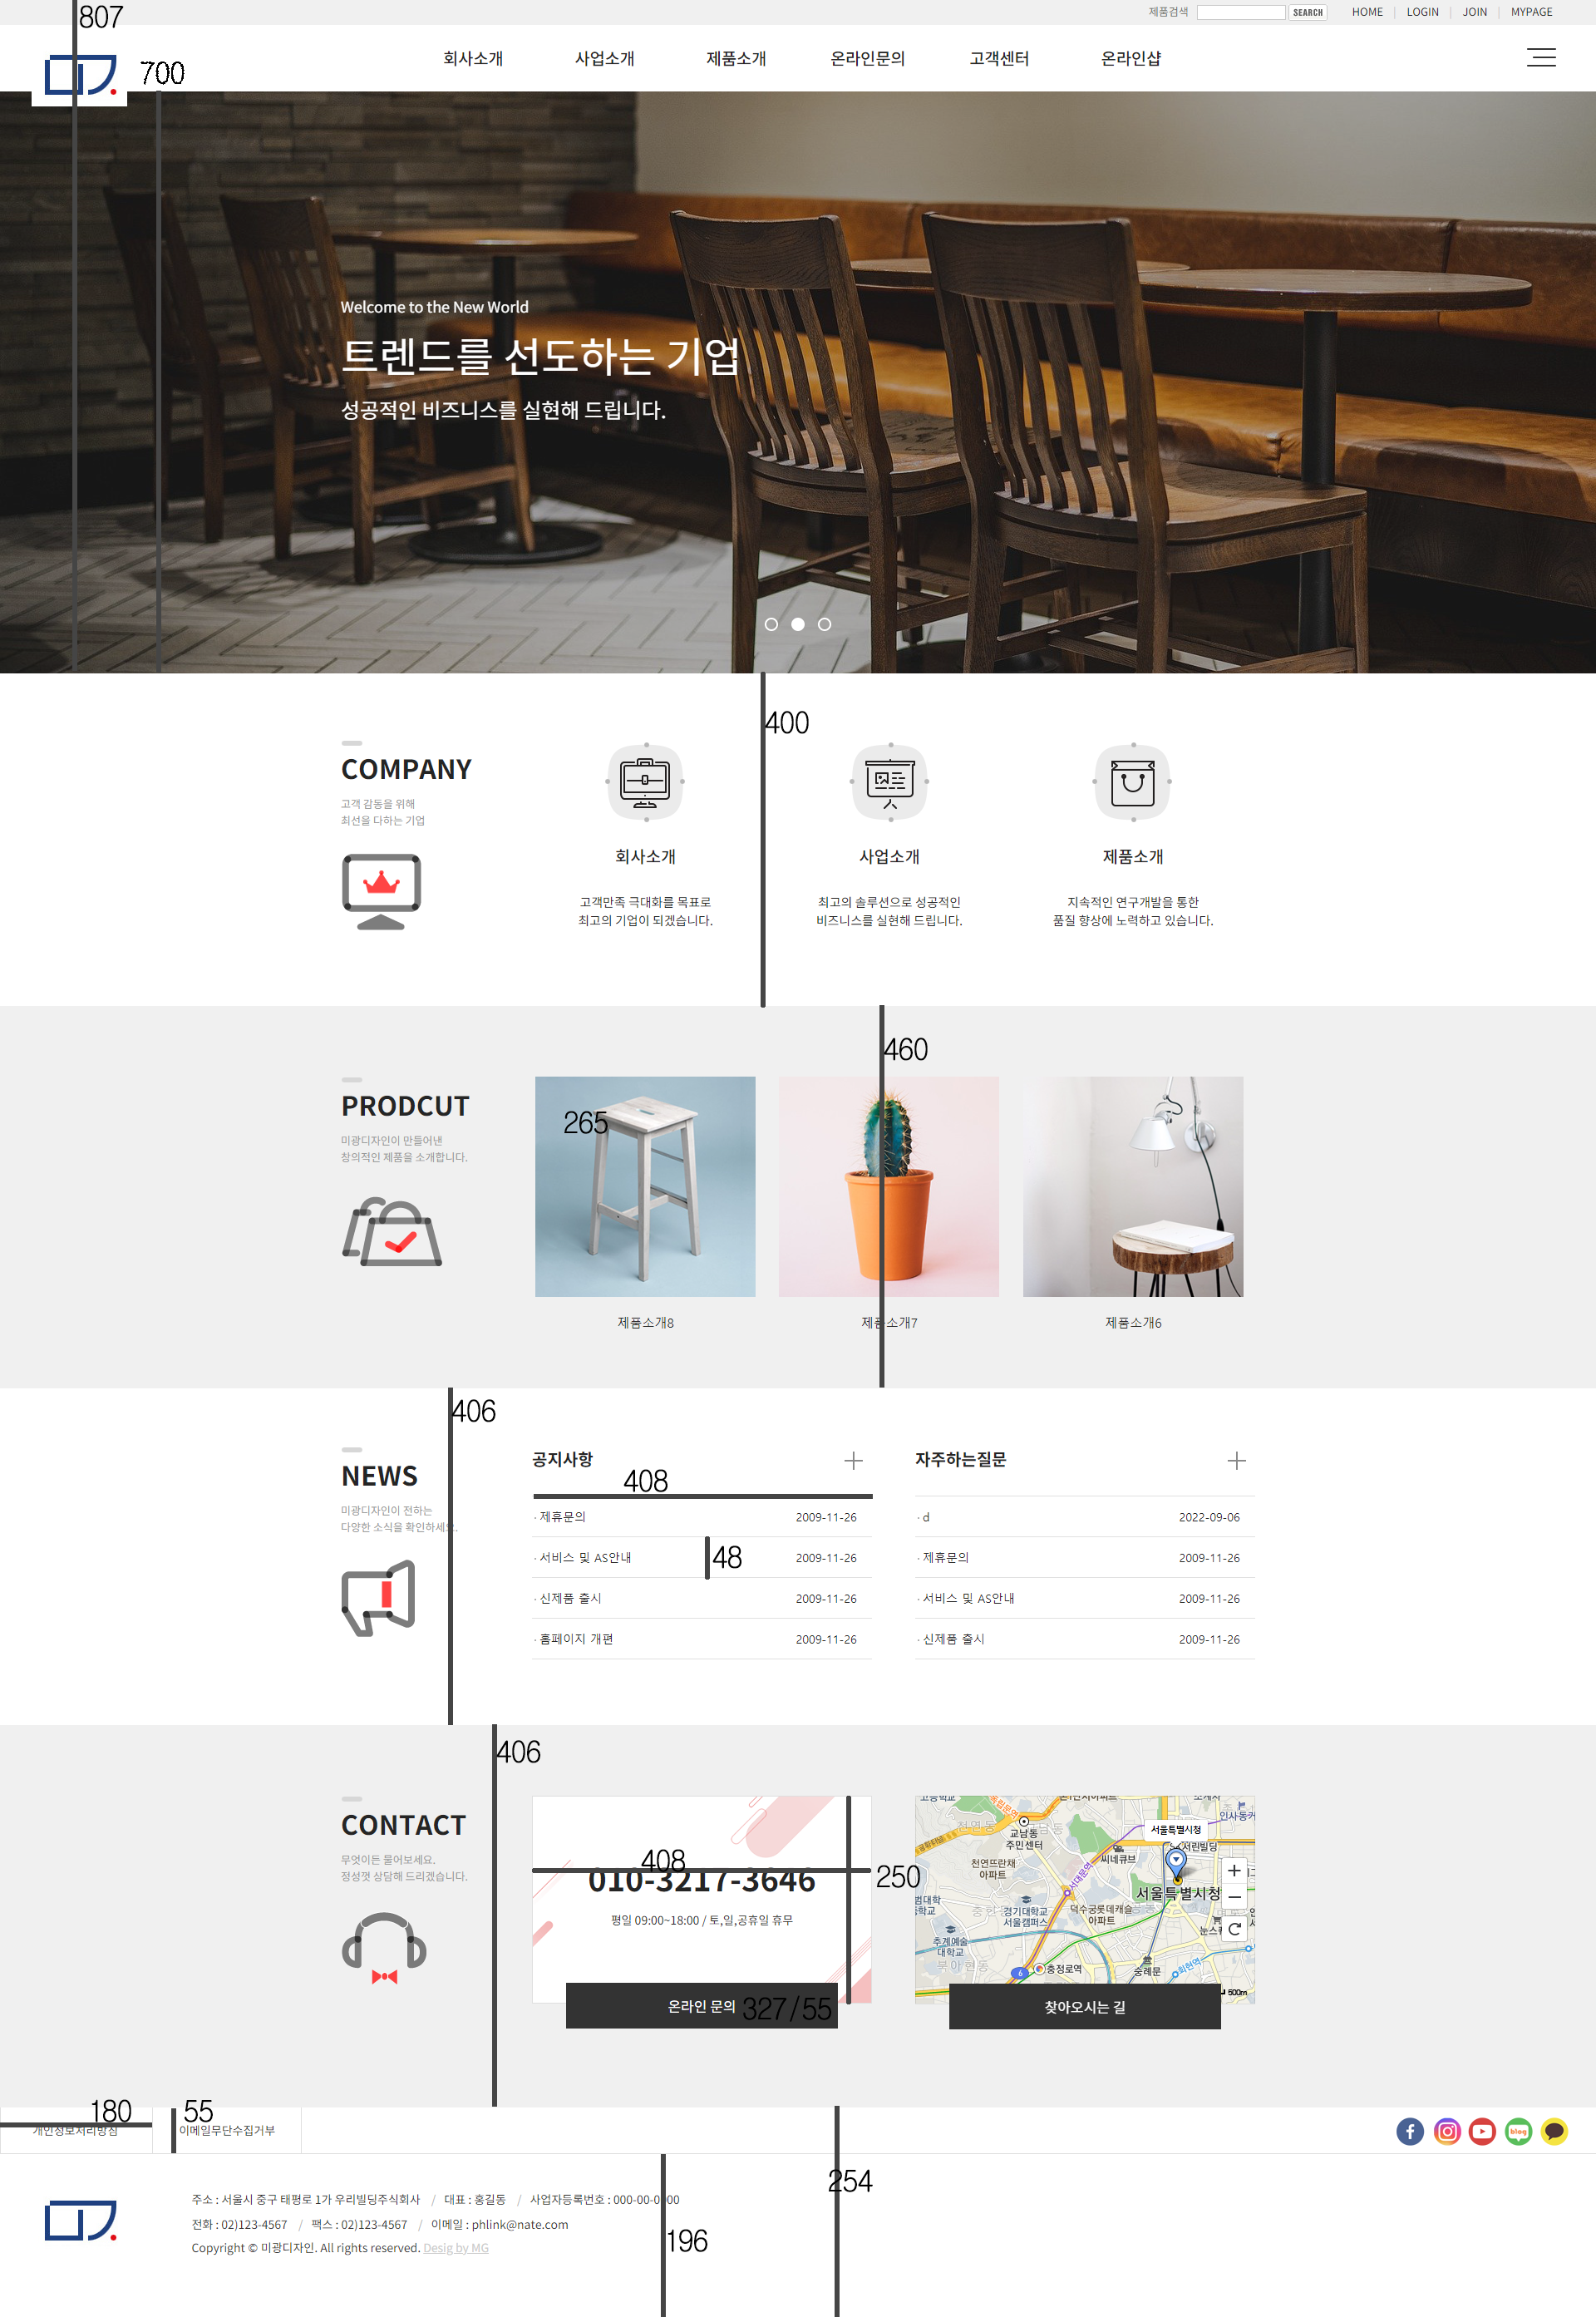 807
제품검색 SEARCH HOME LOGIN JOIN MYPAGE
700
회사소개 사업소개 제품소개 온라인문의 고객센터 온라인샵
Welcome to the New World
트렌드를 선도하는 기업
성공적인 비즈니스를 실현해 드립니다.
400
COMPANY
고객 감동을 위해
최선을 다하는 기업
회사소개
고객만족 극대화를 목표로
최고의 기업이 되겠습니다.
사업소개
최고의 솔루션으로 성공적인
비즈니스를 실현해 드립니다.
제품소개
지속적인 연구개발을 통한
품질 향상에 노력하고 있습니다.
460
PRODCUT
미광디자인이 만들어낸
창의적인 제품을 소개합니다.
265
제품소개8
제품소개7
제품소개6
406
NEWS
미광디자인이 전하는
다양한 소식을 확인하세요.
공지사항
408
· 제휴문의 2009-11-26
· 서비스 및 AS안내 2009-11-26
48
· 신제품 출시 2009-11-26
· 홈페이지 개편 2009-11-26
자주하는질문
· d 2022-09-06
· 제휴문의 2009-11-26
· 서비스 및 AS안내 2009-11-26
· 신제품 출시 2009-11-26
406
CONTACT
무엇이든 물어보세요.
정성껏 상담해 드리겠습니다.
408
250
010-3217-3646
평일 09:00~18:00 / 토,일,공휴일 휴무
온라인 문의 327/55
교남동
주민센터
서울특별시청
씨네큐브
서린빌딩
천연뜨란채
아파트
서대문역
서울특별시청
경기대학교
서울캠퍼스
덕수궁롯데캐슬
아파트
추계예술
대학교
북아현동
6 충정로역
숭례문
회현역
500m
찾아오시는 길
180 55
개인정보처리방침 이메일무단수집거부
blog
254
주소 : 서울시 중구 태평로 1가 우리빌딩주식회사 / 대표 : 홍길동 / 사업자등록번호 : 000-00-0000
전화 : 02)123-4567 / 팩스 : 02)123-4567 / 이메일 : phlink@nate.com
196
Copyright © 미광디자인. All rights reserved. Desig by MG